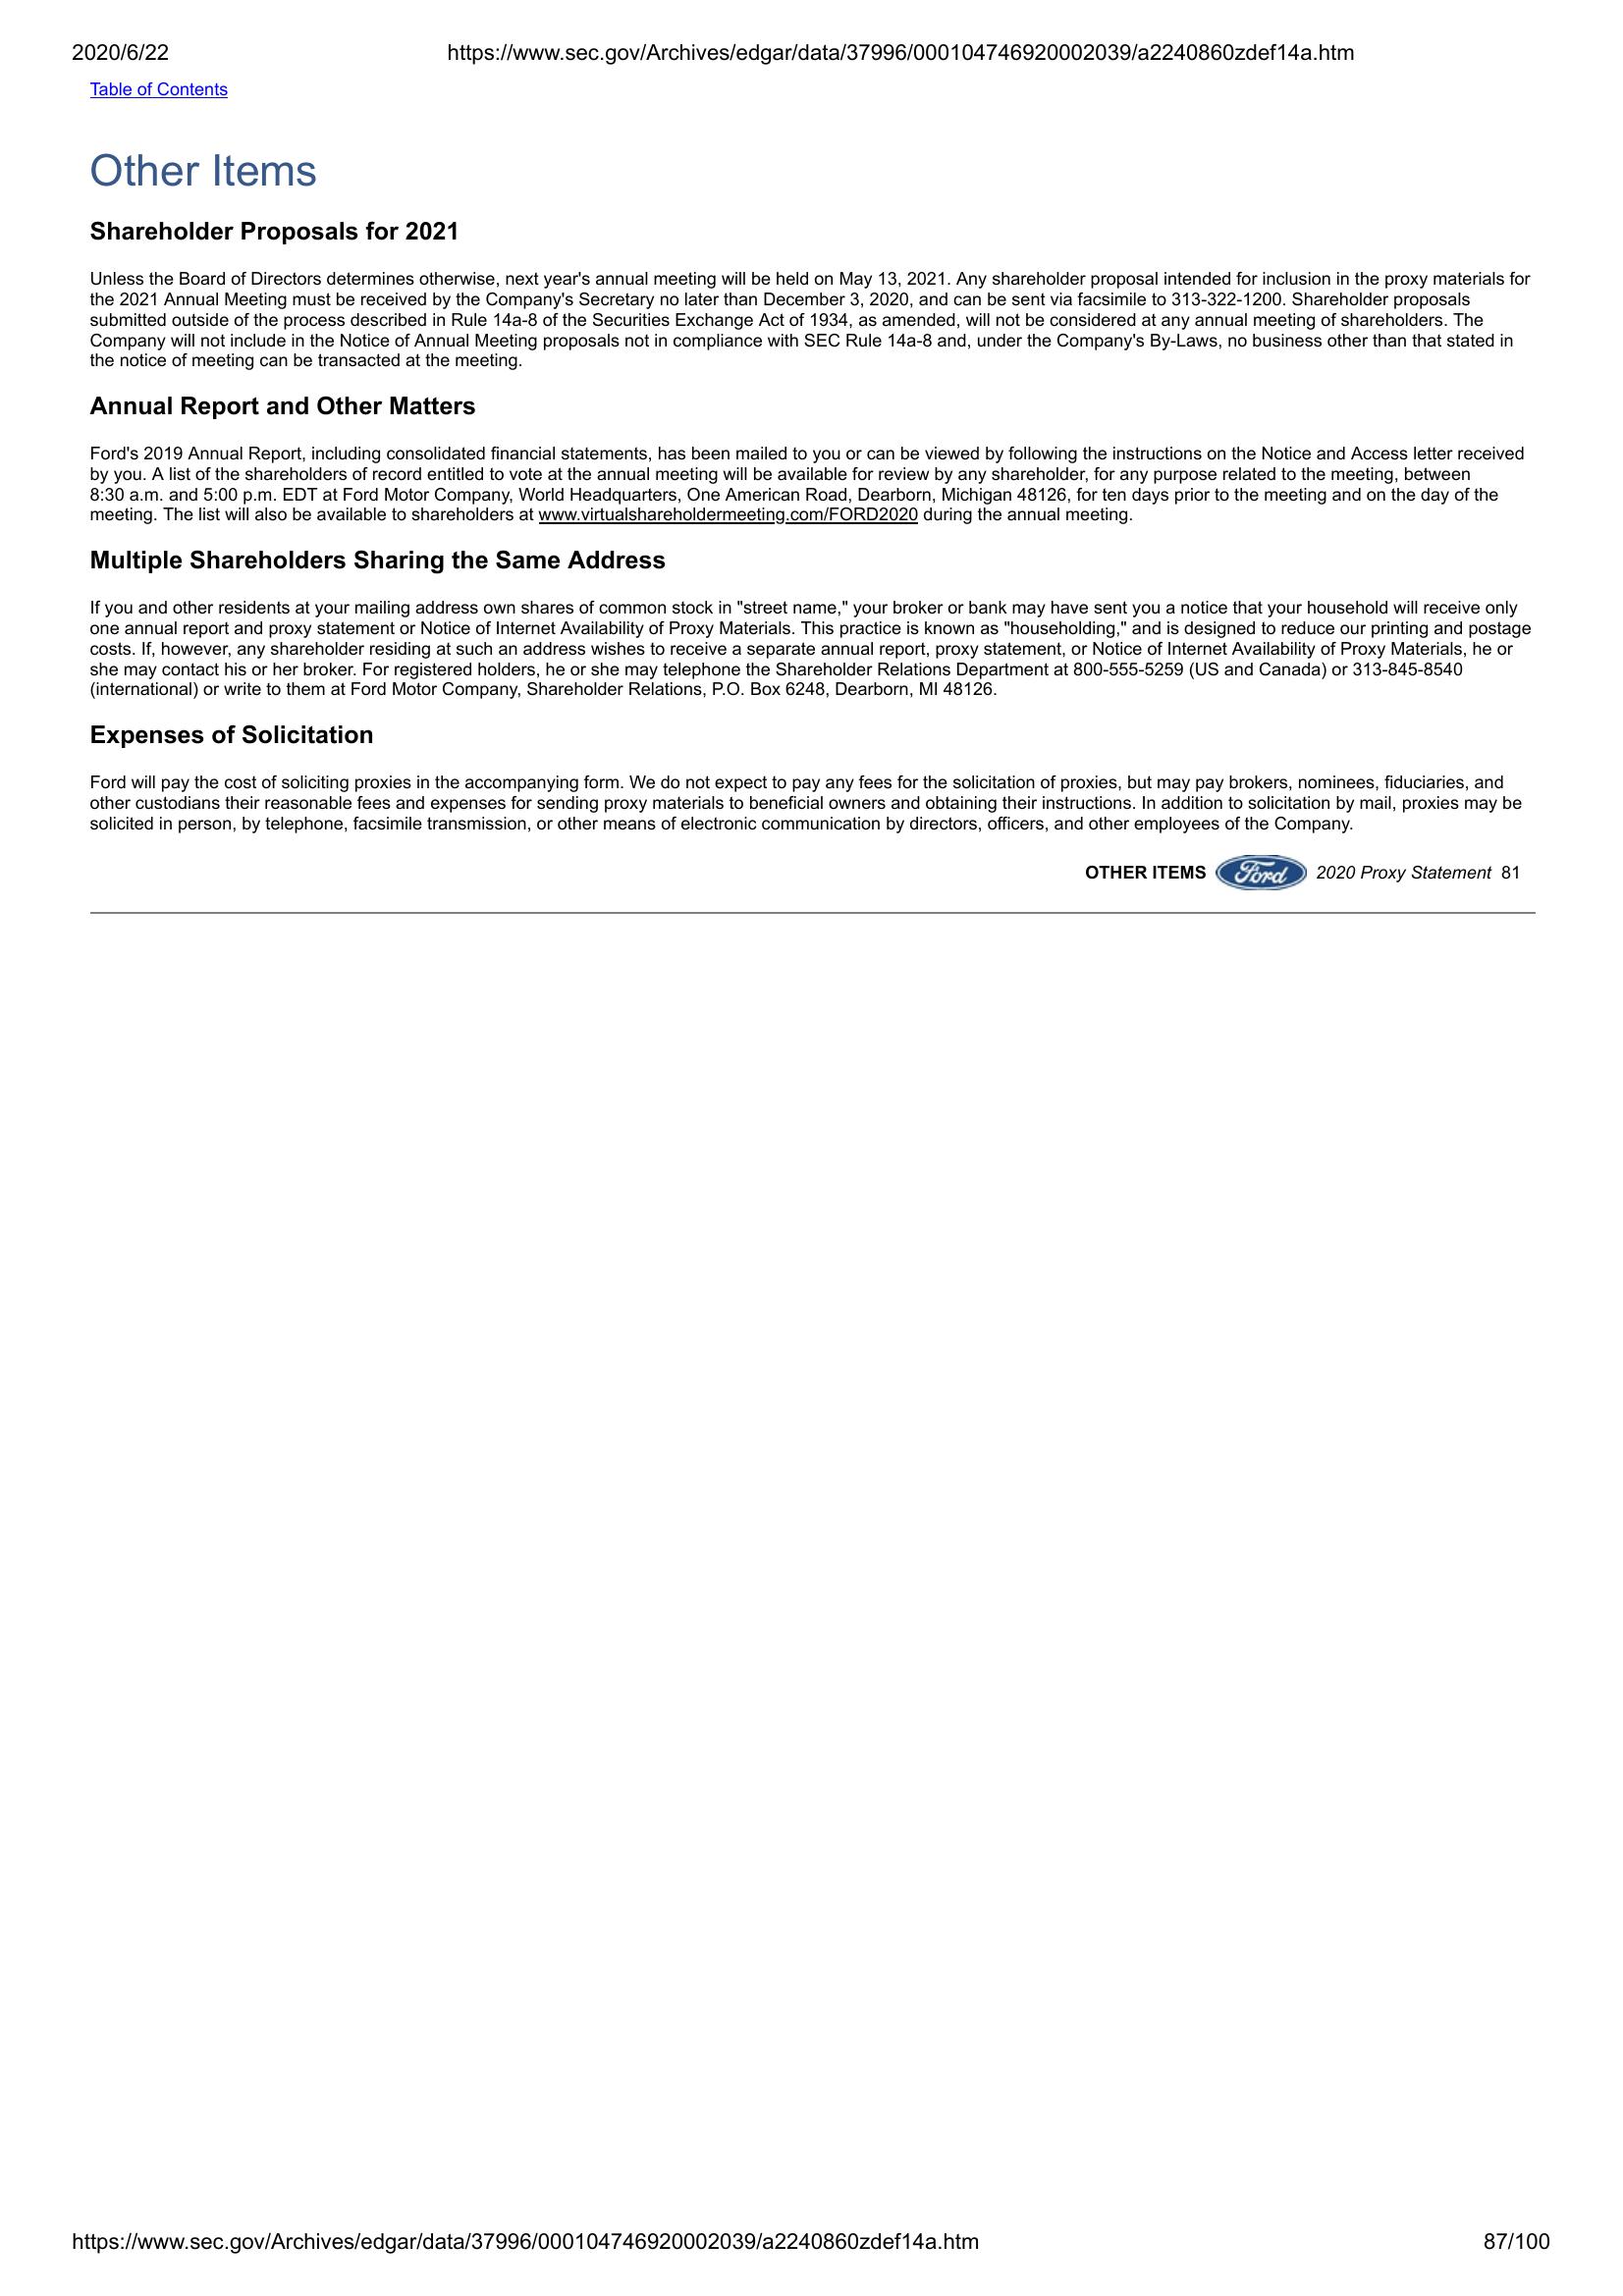 2020/6/22 https://www.sec.gov/Archives/edgar/data/37996/000104746920002039/a2240860zdef14a.htm
Table of Contents
Other Items
Shareholder Proposals for 2021
Unless the Board of Directors determines otherwise, next year's annual meeting will be held on May 13, 2021. Any shareholder proposal intended for inclusion in the proxy materials for
the 2021 Annual Meeting must be received by the Company's Secretary no later than December 3, 2020, and can be sent via facsimile to 313-322-1200. Shareholder proposals
submitted outside of the process described in Rule 14a-8 of the Securities Exchange Act of 1934, as amended, will not be considered at any annual meeting of shareholders. The
Company will not include in the Notice of Annual Meeting proposals not in compliance with SEC Rule 14a-8 and, under the Company's By-Laws, no business other than that stated in
the notice of meeting can be transacted at the meeting.
Annual Report and Other Matters
Ford's 2019 Annual Report, including consolidated financial statements, has been mailed to you or can be viewed by following the instructions on the Notice and Access letter received
by you. A list of the shareholders of record entitled to vote at the annual meeting will be available for review by any shareholder, for any purpose related to the meeting, between
8:30 a.m. and 5:00 p.m. EDT at Ford Motor Company, World Headquarters, One American Road, Dearborn, Michigan 48126, for ten days prior to the meeting and on the day of the
meeting. The list will also be available to shareholders at www.virtualshareholdermeeting.com/FORD2020 during the annual meeting.
Multiple Shareholders Sharing the Same Address
If you and other residents at your mailing address own shares of common stock in "street name," your broker or bank may have sent you a notice that your household will receive only
one annual report and proxy statement or Notice of Internet Availability of Proxy Materials. This practice is known as "householding," and is designed to reduce our printing and postage
costs. If, however, any shareholder residing at such an address wishes to receive a separate annual report, proxy statement, or Notice of Internet Availability of Proxy Materials, he or
she may contact his or her broker. For registered holders, he or she may telephone the Shareholder Relations Department at 800-555-5259 (US and Canada) or 313-845-8540
(international) or write to them at Ford Motor Company, Shareholder Relations, P.O. Box 6248, Dearborn, MI 48126.
Expenses of Solicitation
Ford will pay the cost of soliciting proxies in the accompanying form. We do not expect to pay any fees for the solicitation of proxies, but may pay brokers, nominees, fiduciaries, and
other custodians their reasonable fees and expenses for sending proxy materials to beneficial owners and obtaining their instructions. In addition to solicitation by mail, proxies may be
solicited in person, by telephone, facsimile transmission, or other means of electronic communication by directors, officers, and other employees of the Company.
OTHER ITEMS Ford 2020 Proxy Statement 81
https://www.sec.gov/Archives/edgar/data/37996/000104746920002039/a2240860zdef14a.htm 87/100